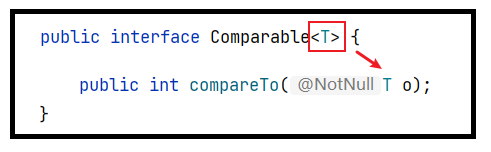 public interface Comparable<T> {
public int compareTo( @NotNull T o);
}